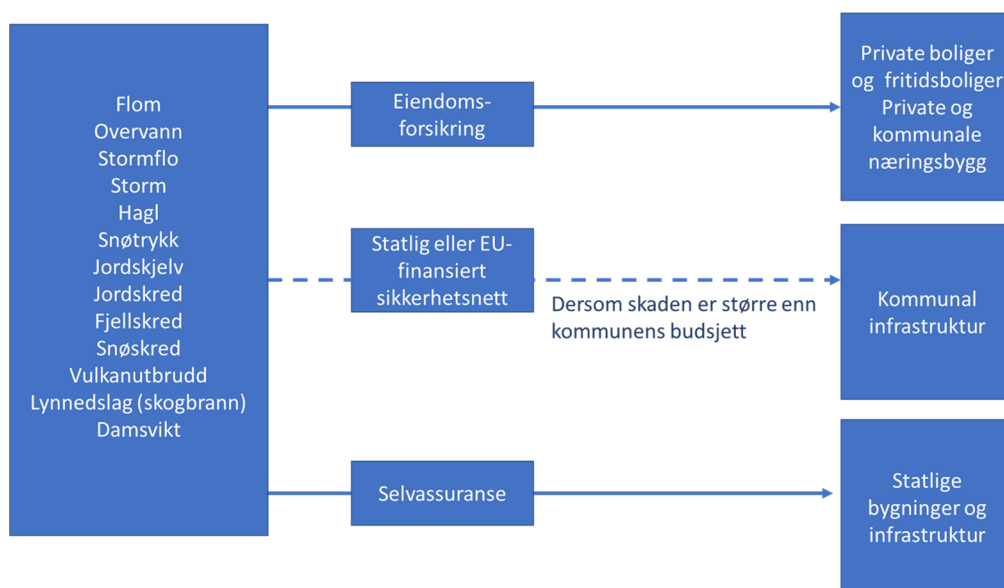 Flom
Overvann
Stormflo
Storm
Hagl
Snøtrykk
Jordskjelv
Jordskred
Fjellskred
Snøskred
Vulkanutbrudd
Lynnedslag (skogbrann)
Damsvikt
Eiendoms-
forsikring
Private boliger
og fritidsboliger
Private og
kommunale
næringsbygg
Statlig eller EU-
finansiert
sikkerhetsnett
Dersom skaden er større enn
kommunens budsjett
Kommunal
infrastruktur
Selvassuranse
Statlige
bygninger og
infrastruktur